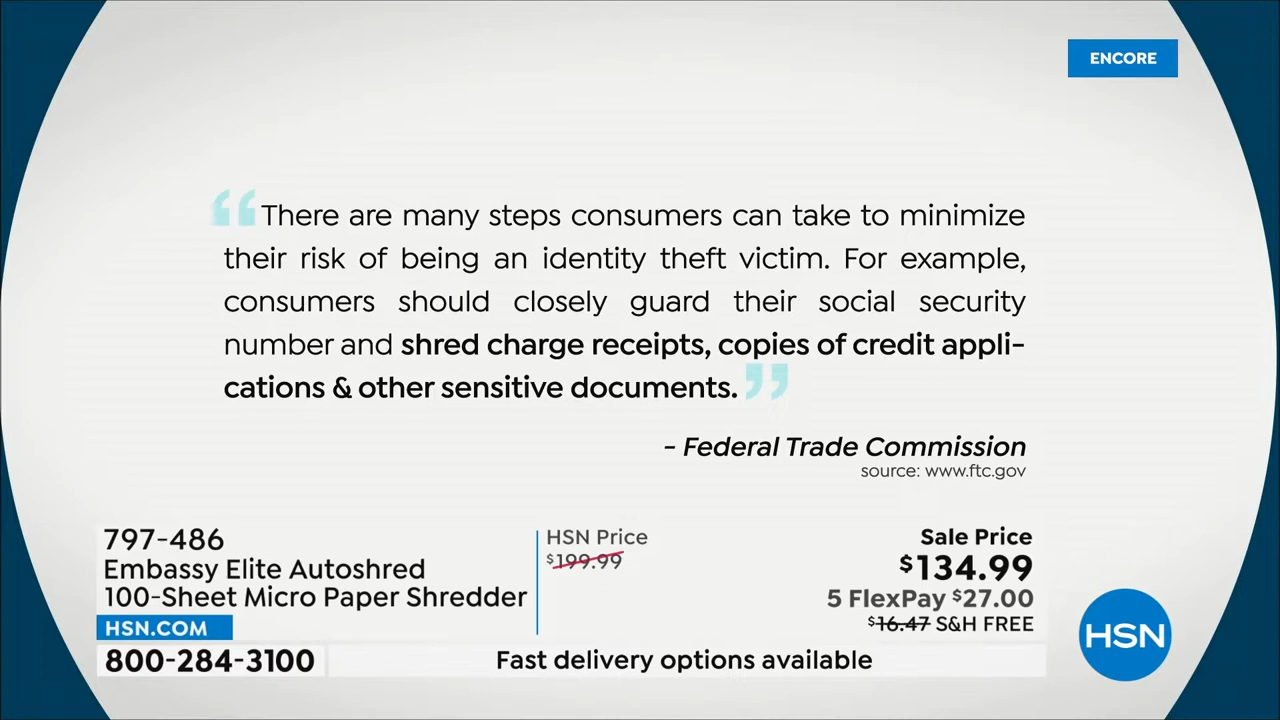 ENCORE
“There are many steps consumers can take to minimize
their risk of being an identity theft victim. For example,
consumers should closely guard their social security
number and shred charge receipts, copies of credit appli-
cations & other sensitive documents.”
- Federal Trade Commission
source: www.ftc.gov
797-486
Embassy Elite Autoshred
100-Sheet Micro Paper Shredder
HSN.COM
800-284-3100
HSN Price
$199.99
Sale Price
$134.99
5 FlexPay $27.00
$16.47 S&H FREE
Fast delivery options available
HSN